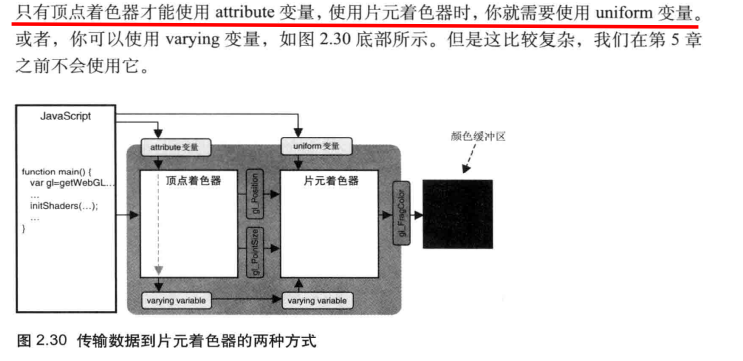 只有顶点着色器才能使用 attribute 变量，使用片元着色器时，你就需要使用 uniform 变量。
或者，你可以使用 varying 变量，如图 2.30 底部所示。但是这比较复杂，我们在第 5 章
之前不会使用它。
JavaScript
function main() {
var gl=getWebGL...
...
initShaders(...);
...
}
attribute 变量
uniform 变量
顶点着色器
gl_Position
gl_PointSize
片元着色器
gl_FragColor
颜色缓冲区
varying variable
varying variable
图 2.30 传输数据到片元着色器的两种方式